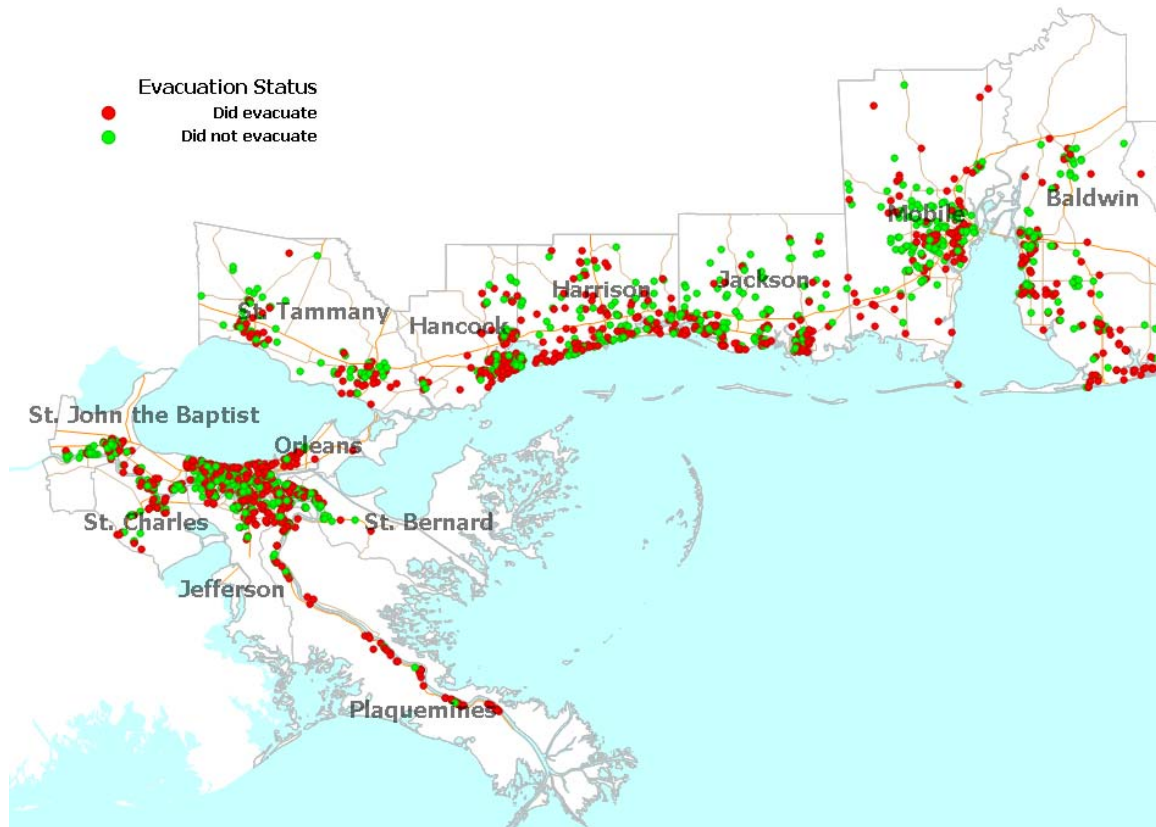 Evacuation Status
Did evacuate
Did not evacuate
Mobile
Baldwin
Jackson
Harrison
St. Tammany
Hancock
St. John the Baptist
Orleans
St. Charles
St. Bernard
Jefferson
Plaquemines